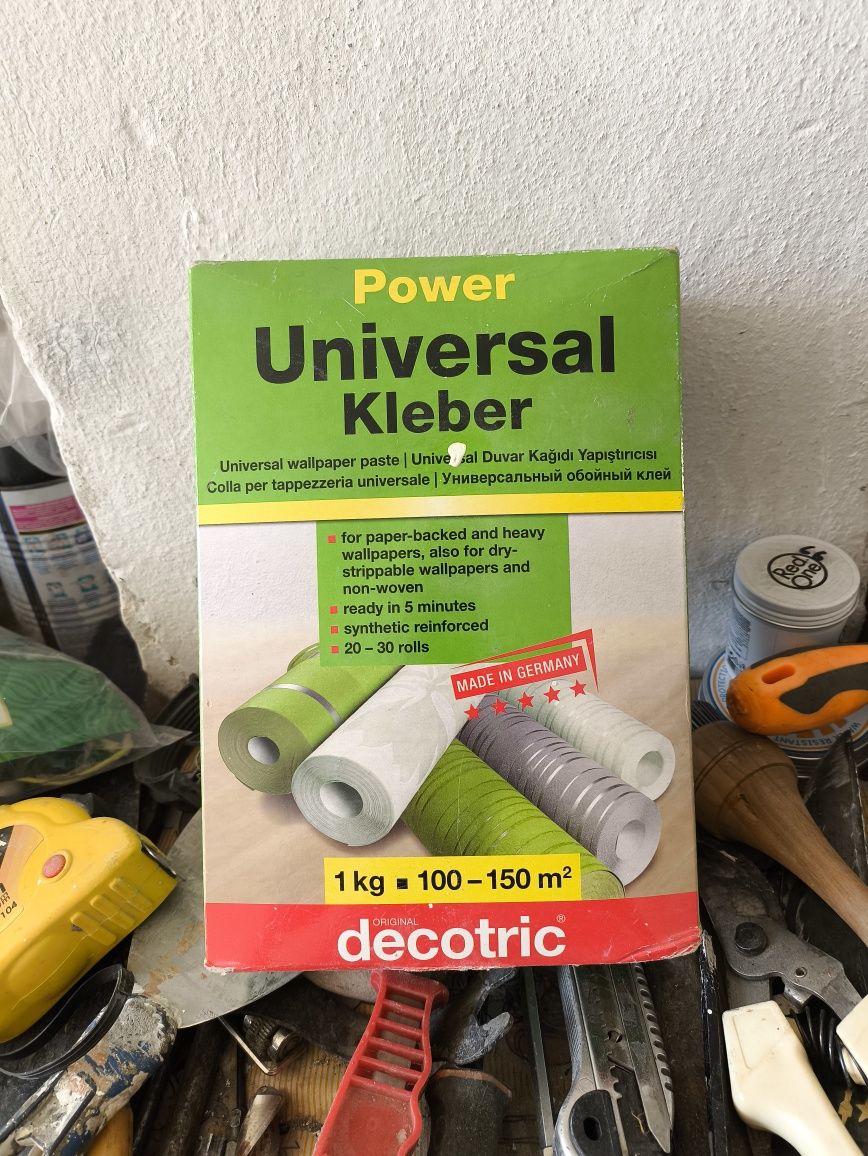 Power
Universal
Kleber
Universal wallpaper paste | Universal Duvar Kağıdı Yapıştırıcısı
Colla per tappezzeria universale | Универсальный обойный клей
for paper-backed and heavy
wallpapers, also for dry-
strippable wallpapers and
non-woven
ready in 5 minutes
synthetic reinforced
20 – 30 rolls
MADE IN GERMANY
1 kg ■ 100 – 150 m²
ORIGINAL
decotric®
Red
One
RESISTANT
104